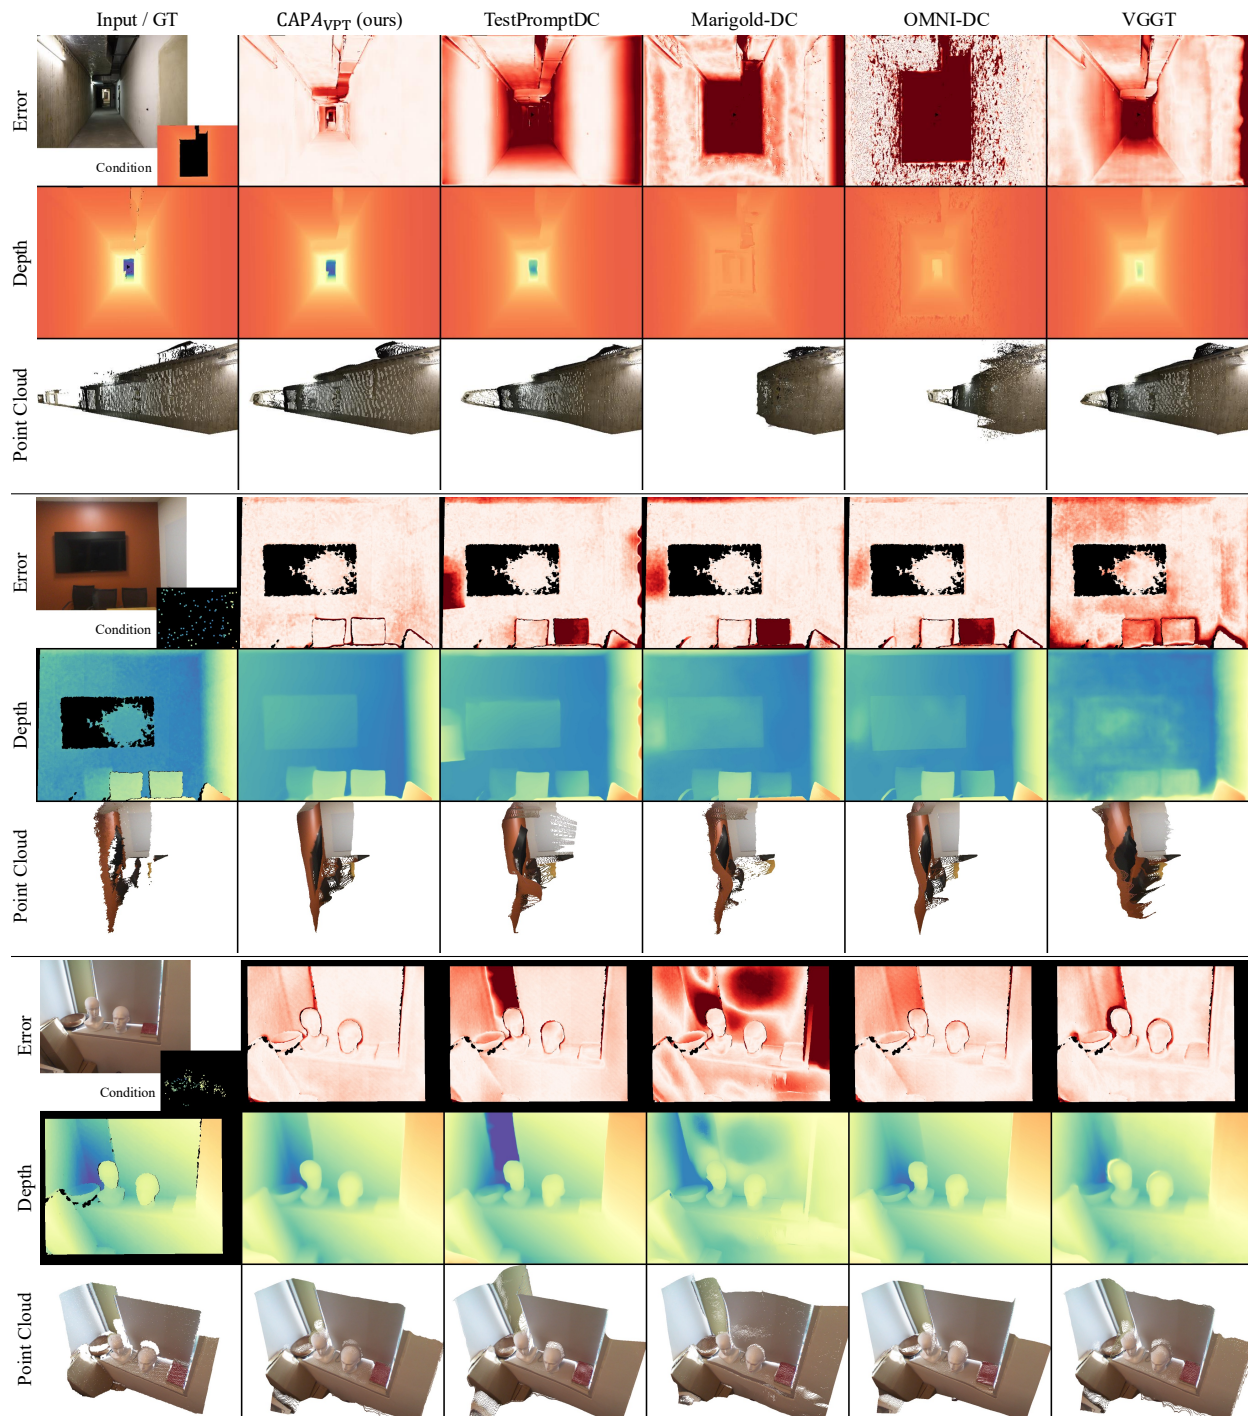 Input / GT CAPA_VPT (ours) TestPromptDC Marigold-DC OMNI-DC VGGT
Error
Condition
Depth
Point Cloud
Error
Condition
Depth
Point Cloud
Error
Condition
Depth
Point Cloud